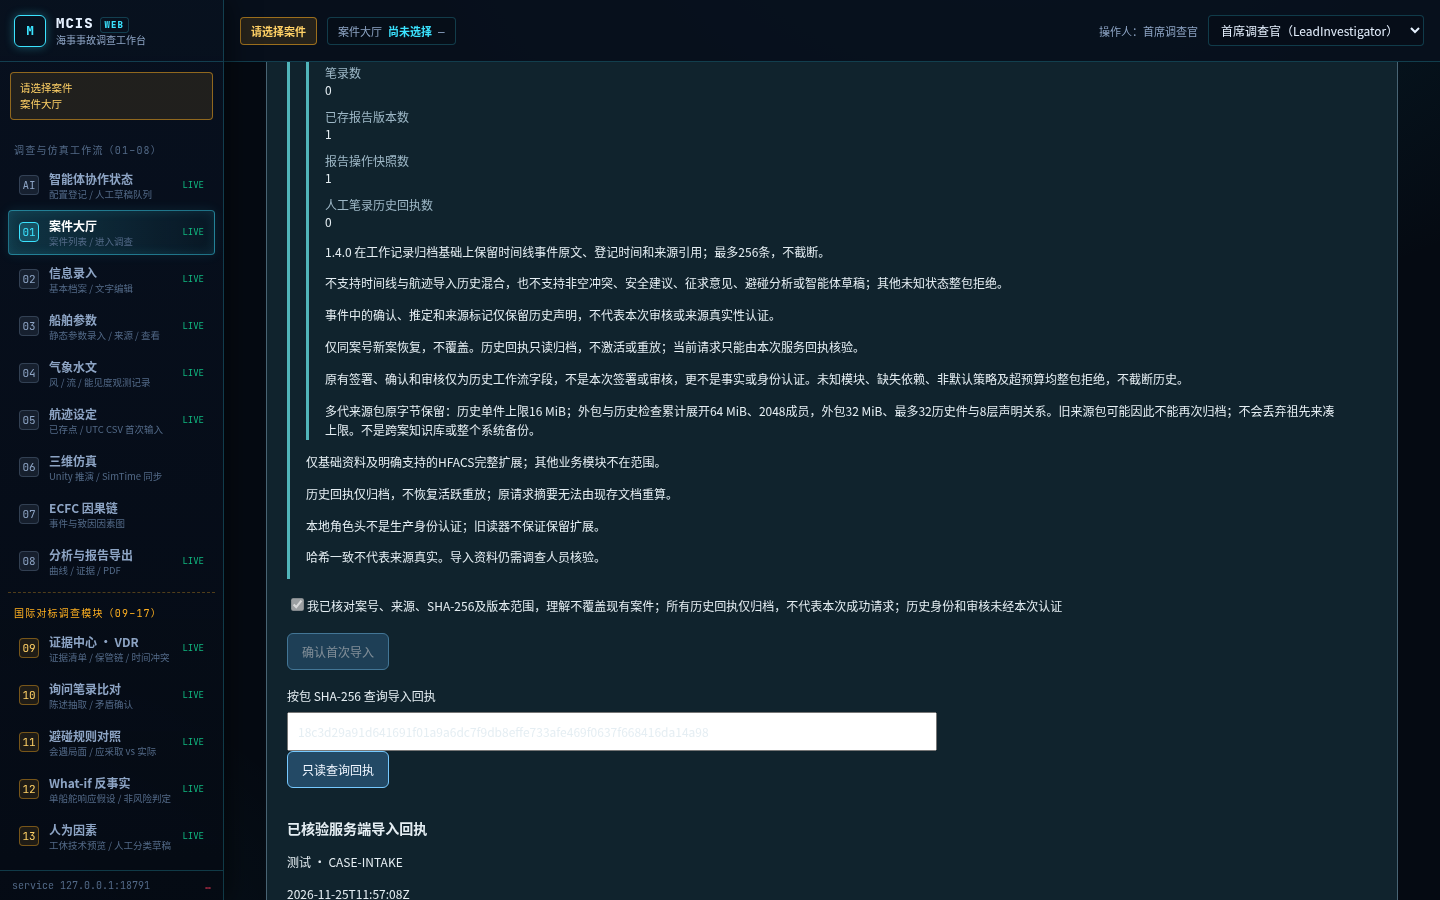 M
MCIS WEB
海事事故调查工作台
请选择案件
案件大厅 尚未选择 —
操作人：首席调查官
首席调查官（LeadInvestigator）
请选择案件
案件大厅
调查与仿真工作流（01–08）
AI 智能体协作状态 LIVE
配置登记 / 人工草稿队列
01 案件大厅 LIVE
案件列表 / 进入调查
02 信息录入 LIVE
基本档案 / 文字编辑
03 船舶参数 LIVE
静态参数录入 / 来源 / 查看
04 气象水文 LIVE
风 / 流 / 能见度观测记录
05 航迹设定 LIVE
已存点 / UTC CSV 首次输入
06 三维仿真
Unity 推演 / SimTime 同步
07 ECFC 因果链
事件与致因因素图
08 分析与报告导出 LIVE
曲线 / 证据 / PDF
国际对标调查模块（09–17）
09 证据中心 · VDR LIVE
证据清单 / 保管链 / 时间冲突
10 询问笔录比对 LIVE
陈述抽取 / 矛盾确认
11 避碰规则对照 LIVE
会遇局面 / 应采取 vs 实际
12 What-if 反事实 LIVE
单船舵响应假设 / 非风险判定
13 人为因素 LIVE
工休技术预览 / 人工分类草稿
service 127.0.0.1:18791 …
笔录数
0
已存报告版本数
1
报告操作快照数
1
人工笔录历史回执数
0
1.4.0 在工作记录归档基础上保留时间线事件原文、登记时间和来源引用；最多256条，不截断。
不支持时间线与航迹导入历史混合，也不支持非空冲突、安全建议、征求意见、避碰分析或智能体草稿；其他未知状态整包拒绝。
事件中的确认、推定和来源标记仅保留历史声明，不代表本次审核或来源真实性认证。
仅同案号新案恢复，不覆盖。历史回执只读归档，不激活或重放；当前请求只能由本次服务回执核验。
原有签署、确认和审核仅为历史工作流字段，不是本次签署或审核，更不是事实或身份认证。未知模块、缺失依赖、非默认策略及超预算均整包拒绝，不截断历史。
多代来源包原字节保留：历史单件上限16 MiB；外包与历史检查累计展开64 MiB、2048成员，外包32 MiB、最多32历史件与8层声明关系。旧来源包可能因此不能再次归档；不会丢弃祖先来凑
上限。不是跨案知识库或整个系统备份。
仅基础资料及明确支持的HFACS完整扩展；其他业务模块不在范围。
历史回执仅归档，不恢复活跃重放；原请求摘要无法由现存文档重算。
本地角色头不是生产身份认证；旧读器不保证保留扩展。
哈希一致不代表来源真实。导入资料仍需调查人员核验。
我已核对案号、来源、SHA-256及版本范围，理解不覆盖现有案件；所有历史回执仅归档，不代表本次成功请求；历史身份和审核未经本次认证
确认首次导入
按包 SHA-256 查询导入回执
18c3d29a91d641691f01a9a6dc7f9db8effe733afe469f0637f668416da14a98
只读查询回执
已核验服务端导入回执
测试 · CASE-INTAKE
2026-11-25T11:57:08Z